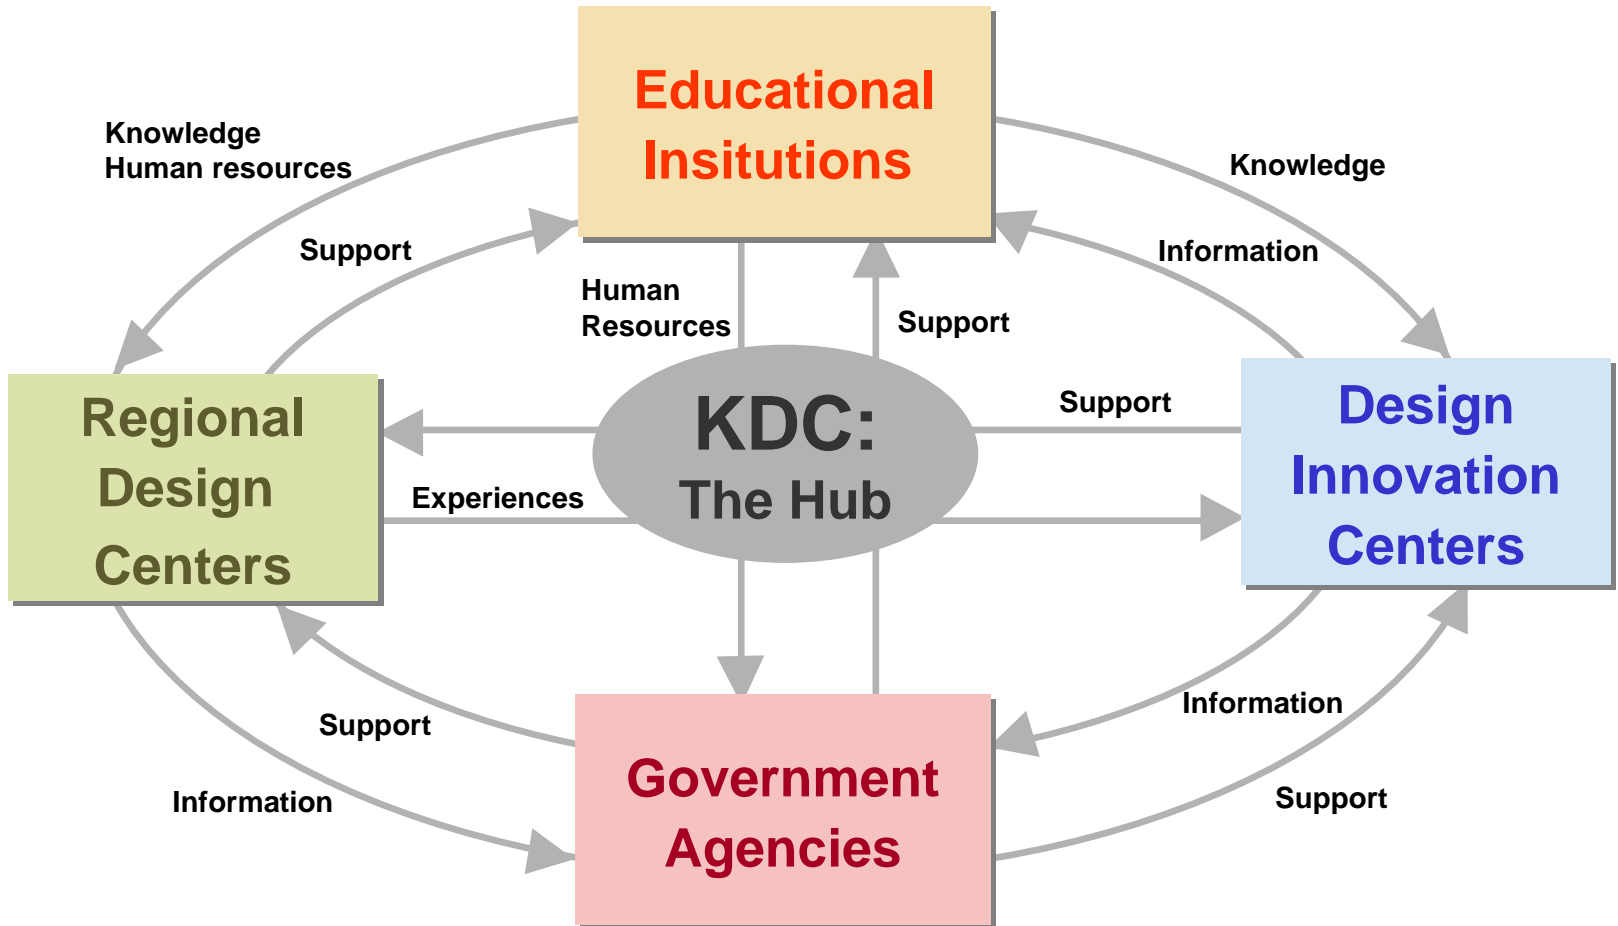 Educational
Insitutions
Knowledge
Human resources
Knowledge
Support
Information
Human
Resources
Support
Regional
Design
Centers
KDC:
The Hub
Support
Experiences
Design
Innovation
Centers
Support
Information
Information
Support
Government
Agencies